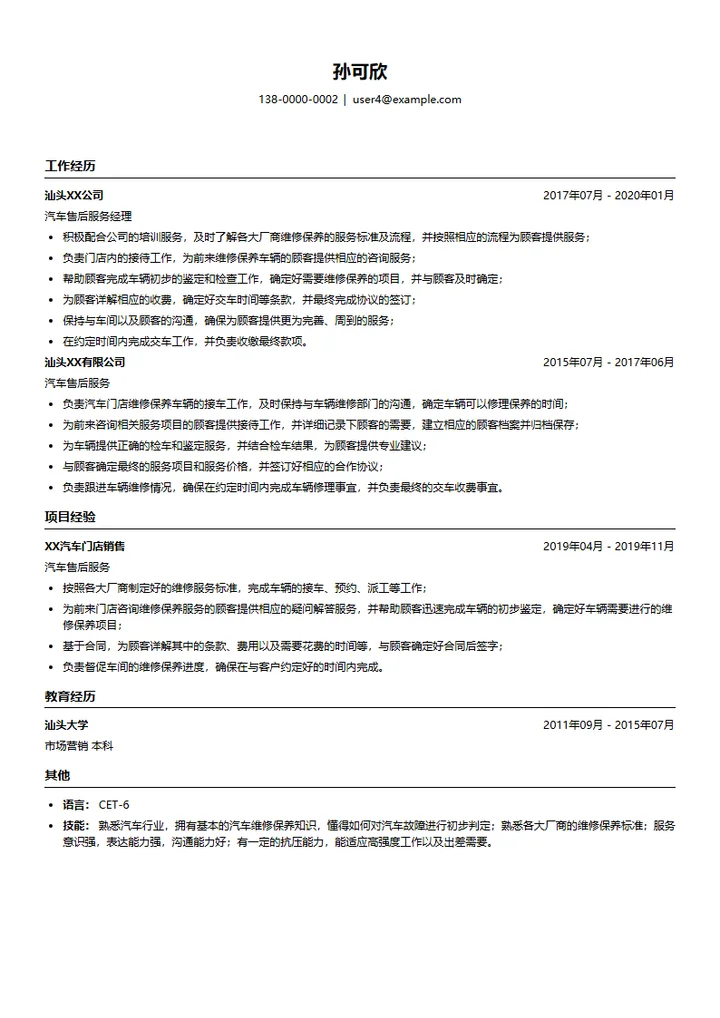 孙可欣
138-0000-0002 | user4@example.com
工作经历
汕头XX公司 2017年07月 - 2020年01月
汽车售后服务经理
• 积极配合公司的培训服务，及时了解各大厂商维修保养的服务标准及流程，并按照相应的流程为顾客提供服务；
• 负责门店内的接待工作，为前来维修保养车辆的顾客提供相应的咨询服务；
• 帮助顾客完成车辆初步的鉴定和检查工作，确定好需要维修保养的项目，并与顾客及时确定；
• 为顾客详解相应的收费，确定好交车时间等条款，并最终完成协议的签订；
• 保持与车间以及顾客的沟通，确保为顾客提供更为完善、周到的服务；
• 在约定时间内完成交车工作，并负责收缴最终款项。
汕头XX有限公司 2015年07月 - 2017年06月
汽车售后服务
• 负责汽车门店维修保养车辆的接车工作，及时保持与车辆维修部门的沟通，确定车辆可以修理保养的时间；
• 为前来咨询相关服务项目的顾客提供接待工作，并详细记录下顾客的需要，建立相应的顾客档案并归档保存；
• 为车辆提供正确的检车和鉴定服务，并结合检车结果，为顾客提供专业建议；
• 与顾客确定最终的服务项目和服务价格，并签订好相应的合作协议；
• 负责跟进车辆维修情况，确保在约定时间内完成车辆修理事宜，并负责最终的交车收费事宜。
项目经验
XX汽车门店销售 2019年04月 - 2019年11月
汽车售后服务
• 按照各大厂商制定好的维修服务标准，完成车辆的接车、预约、派工等工作；
• 为前来门店咨询维修保养服务的顾客提供相应的疑问解答服务，并帮助顾客迅速完成车辆的初步鉴定，确定好车辆需要进行的维
修保养项目；
• 基于合同，为顾客详解其中的条款、费用以及需要花费的时间等，与顾客确定好合同后签字；
• 负责督促车间的维修保养进度，确保在与客户约定好的时间内完成。
教育经历
汕头大学 2011年09月 - 2015年07月
市场营销 本科
其他
• 语言： CET-6
• 技能： 熟悉汽车行业，拥有基本的汽车维修保养知识，懂得如何对汽车故障进行初步判定；熟悉各大厂商的维修保养标准；服务
意识强，表达能力强，沟通能力好；有一定的抗压能力，能适应高强度工作以及出差需要。